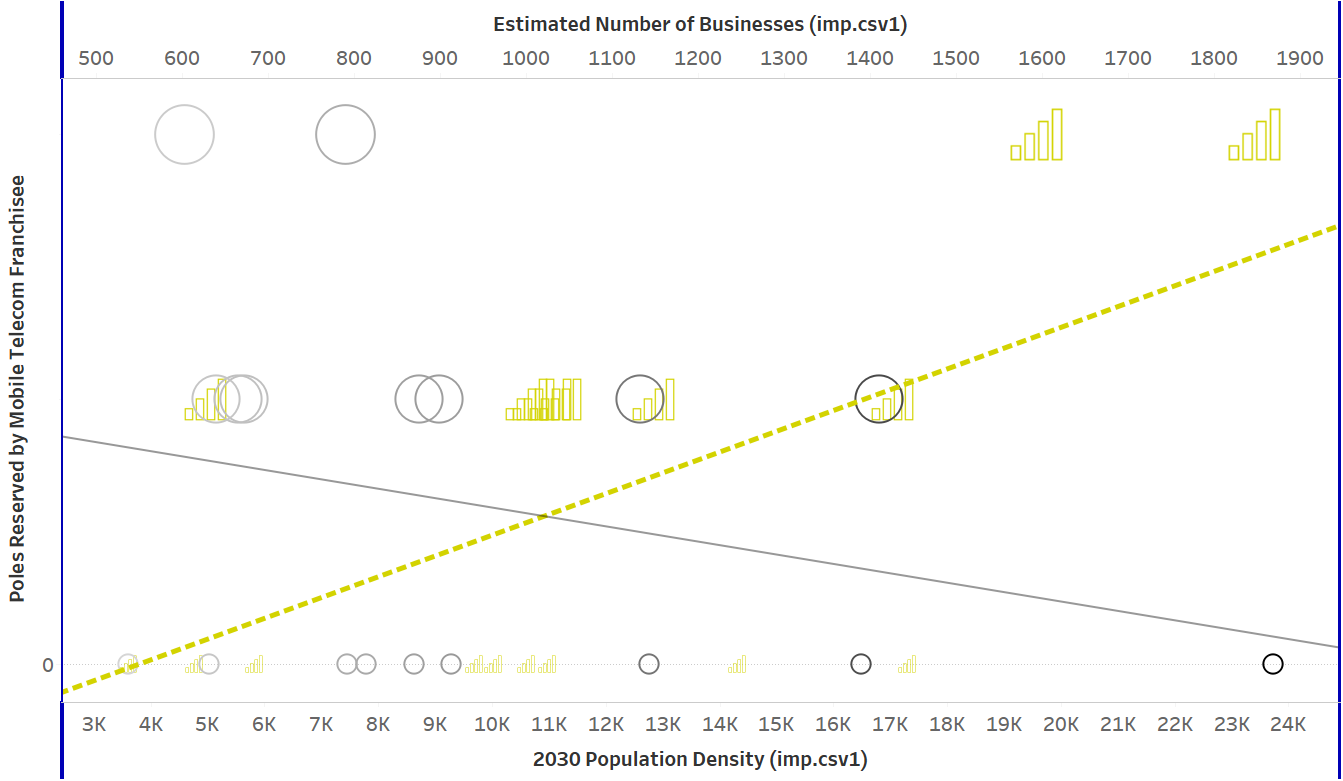 Estimated Number of Businesses (imp.csv1)
500 600 700 800 900 1000 1100 1200 1300 1400 1500 1600 1700 1800 1900
Poles Reserved by Mobile Telecom Franchisee
0
3K 4K 5K 6K 7K 8K 9K 10K 11K 12K 13K 14K 15K 16K 17K 18K 19K 20K 21K 22K 23K 24K
2030 Population Density (imp.csv1)